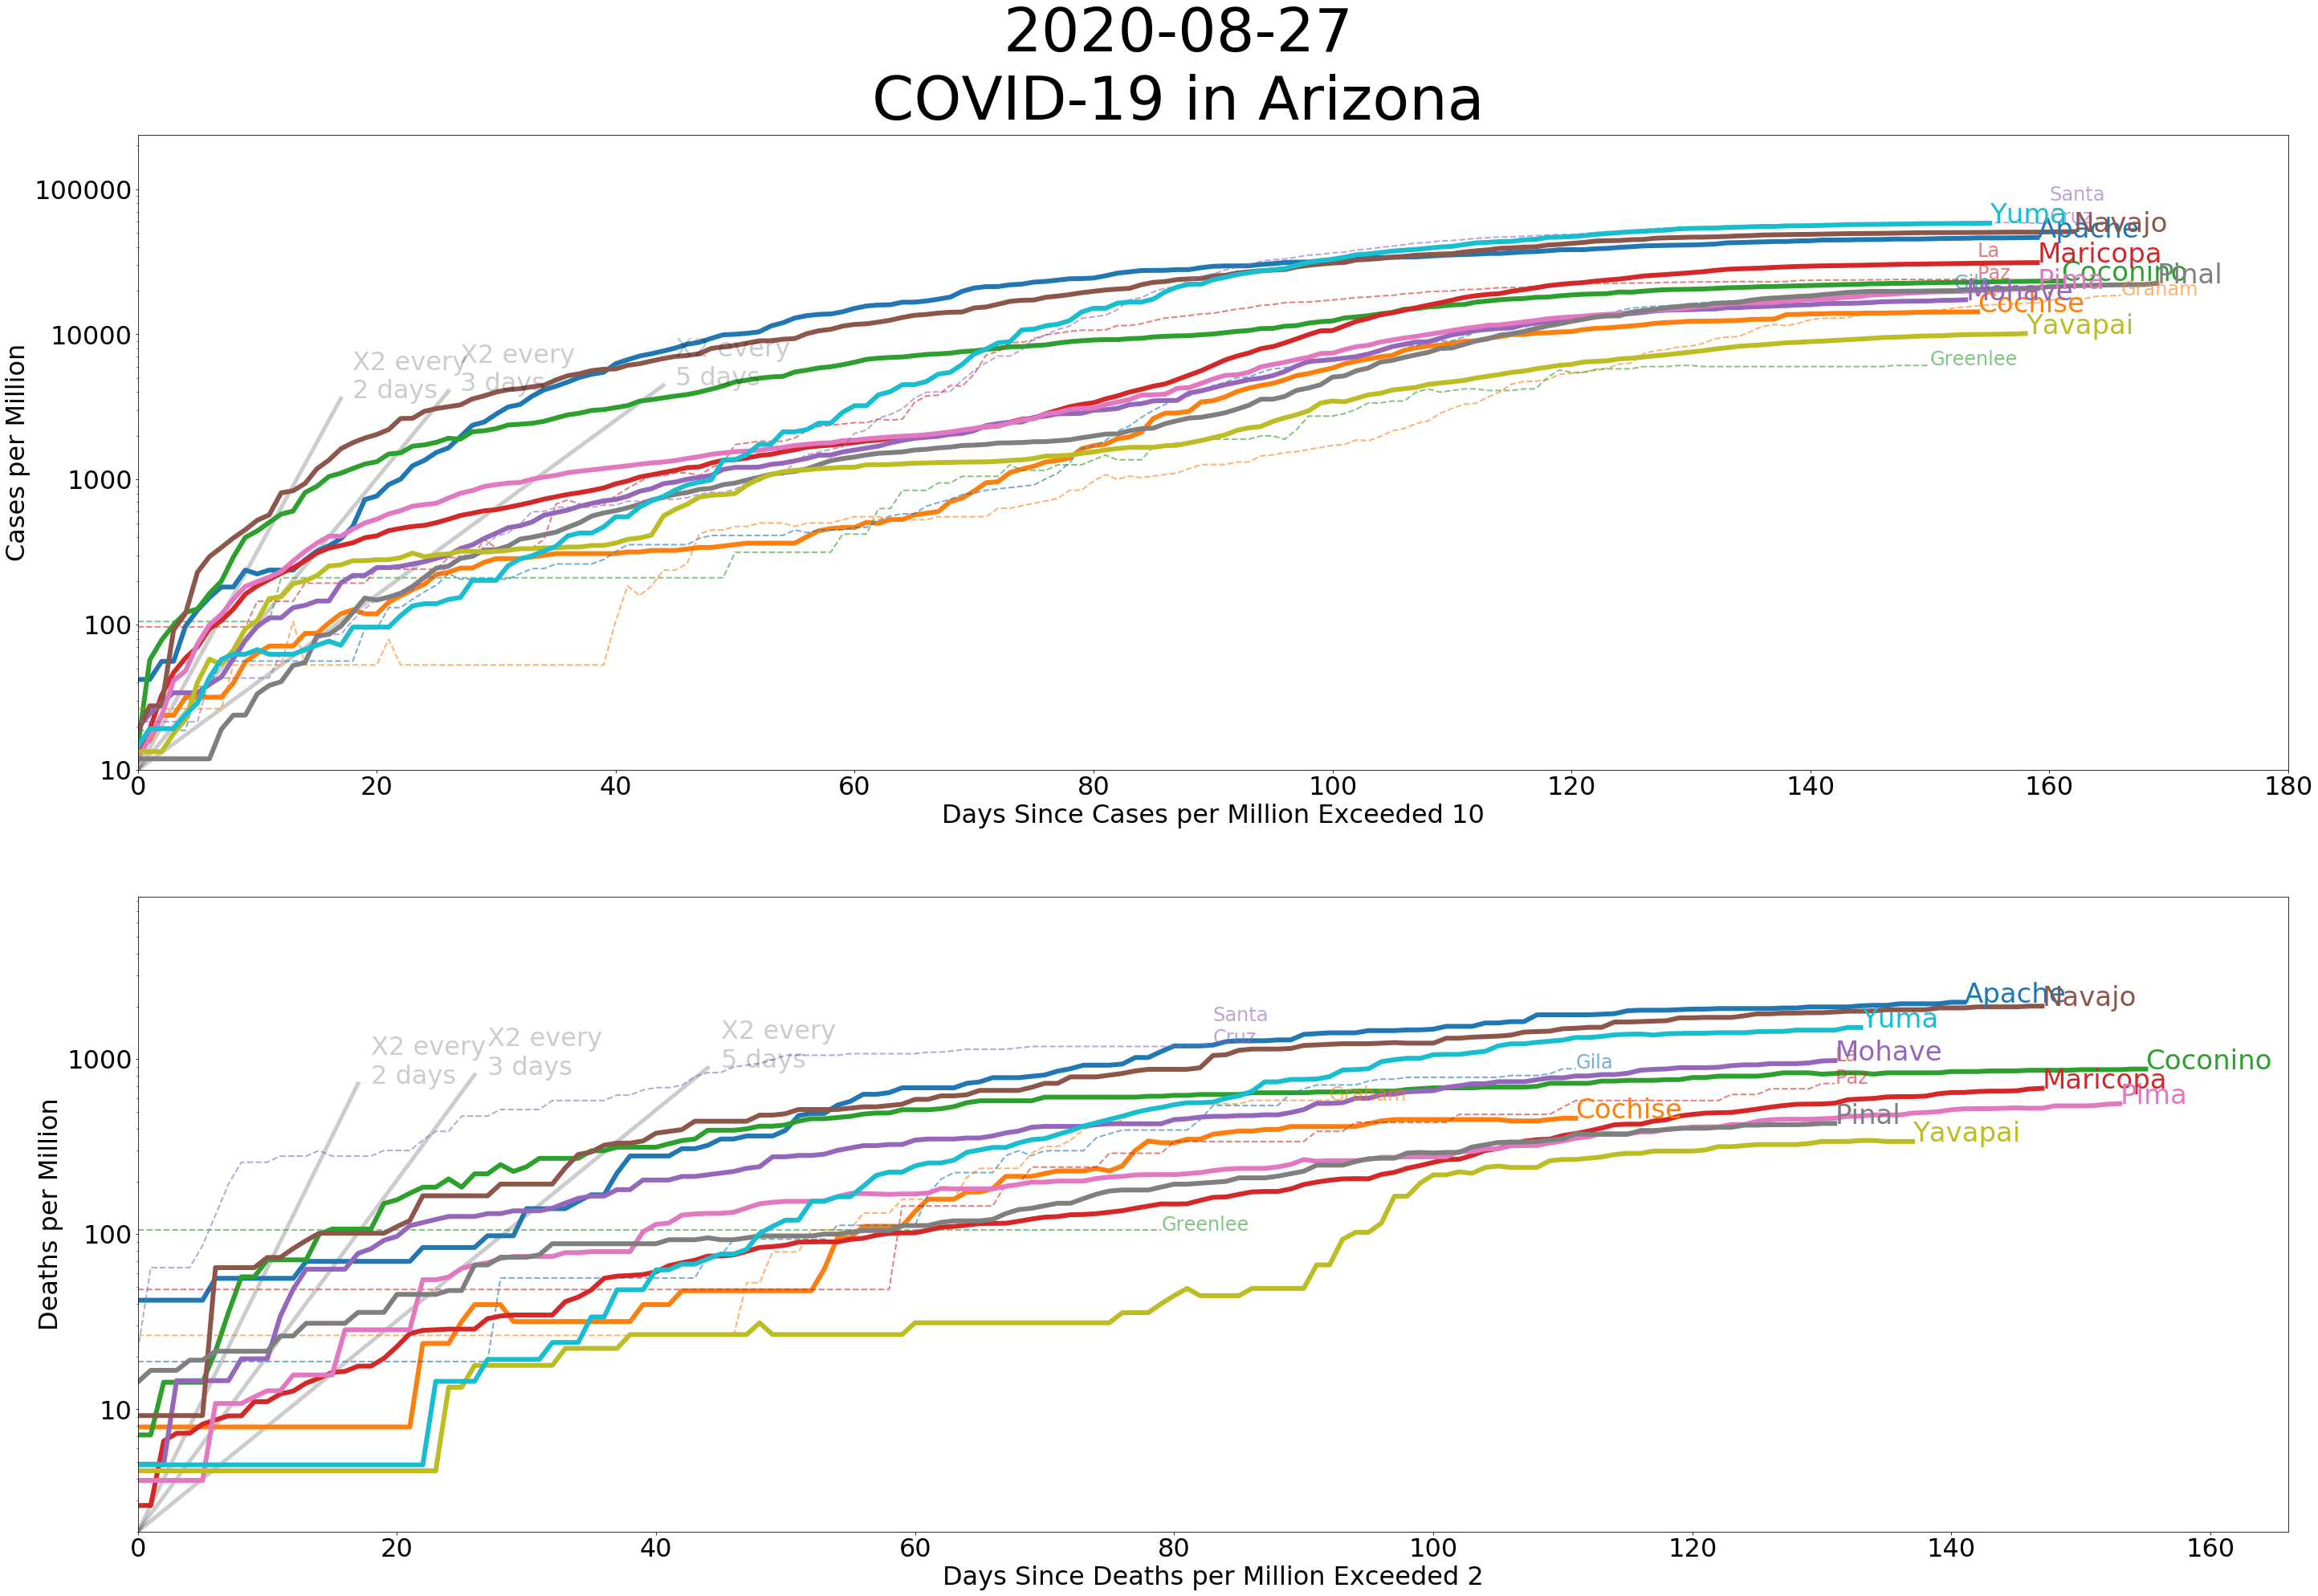 2020-08-27
COVID-19 in Arizona
Cases per Million
100000
10000
1000
100
10
X2 every
2 days
X2 every
3 days
X2 every
5 days
Santa
Cruz
Yuma
Navajo
Apache
La
Paz
Maricopa
Coconino
Pinal
Gila
Pima
Graham
Mohave
Cochise
Yavapai
Greenlee
0 20 40 60 80 100 120 140 160 180
Days Since Cases per Million Exceeded 10
Deaths per Million
1000
100
10
X2 every
2 days
X2 every
3 days
X2 every
5 days
Santa
Cruz
Apache
Navajo
Yuma
Gila
Mohave
La
Paz
Coconino
Maricopa
Graham
Pima
Cochise
Pinal
Yavapai
Greenlee
0 20 40 60 80 100 120 140 160
Days Since Deaths per Million Exceeded 2